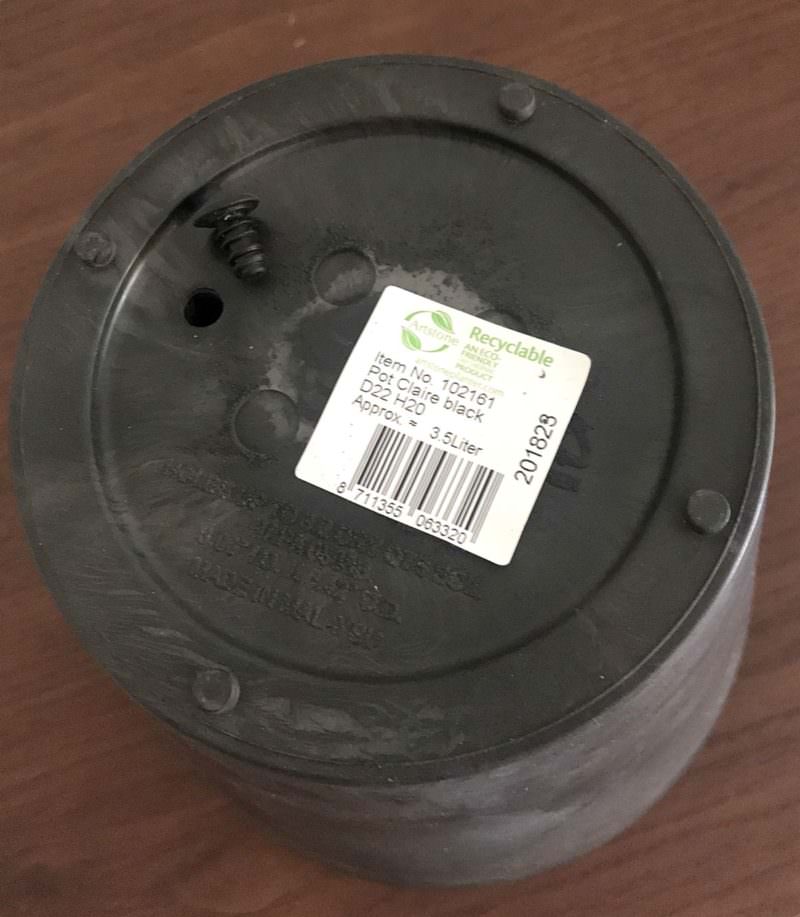 Artstone
Recyclable
AN ECO-
FRIENDLY
PRODUCT
Item No. 102161
Pot Claire black
D22 H20
Approx. = 3.5Liter
201823
8 711355 063320
MADE IN MALAYSIA